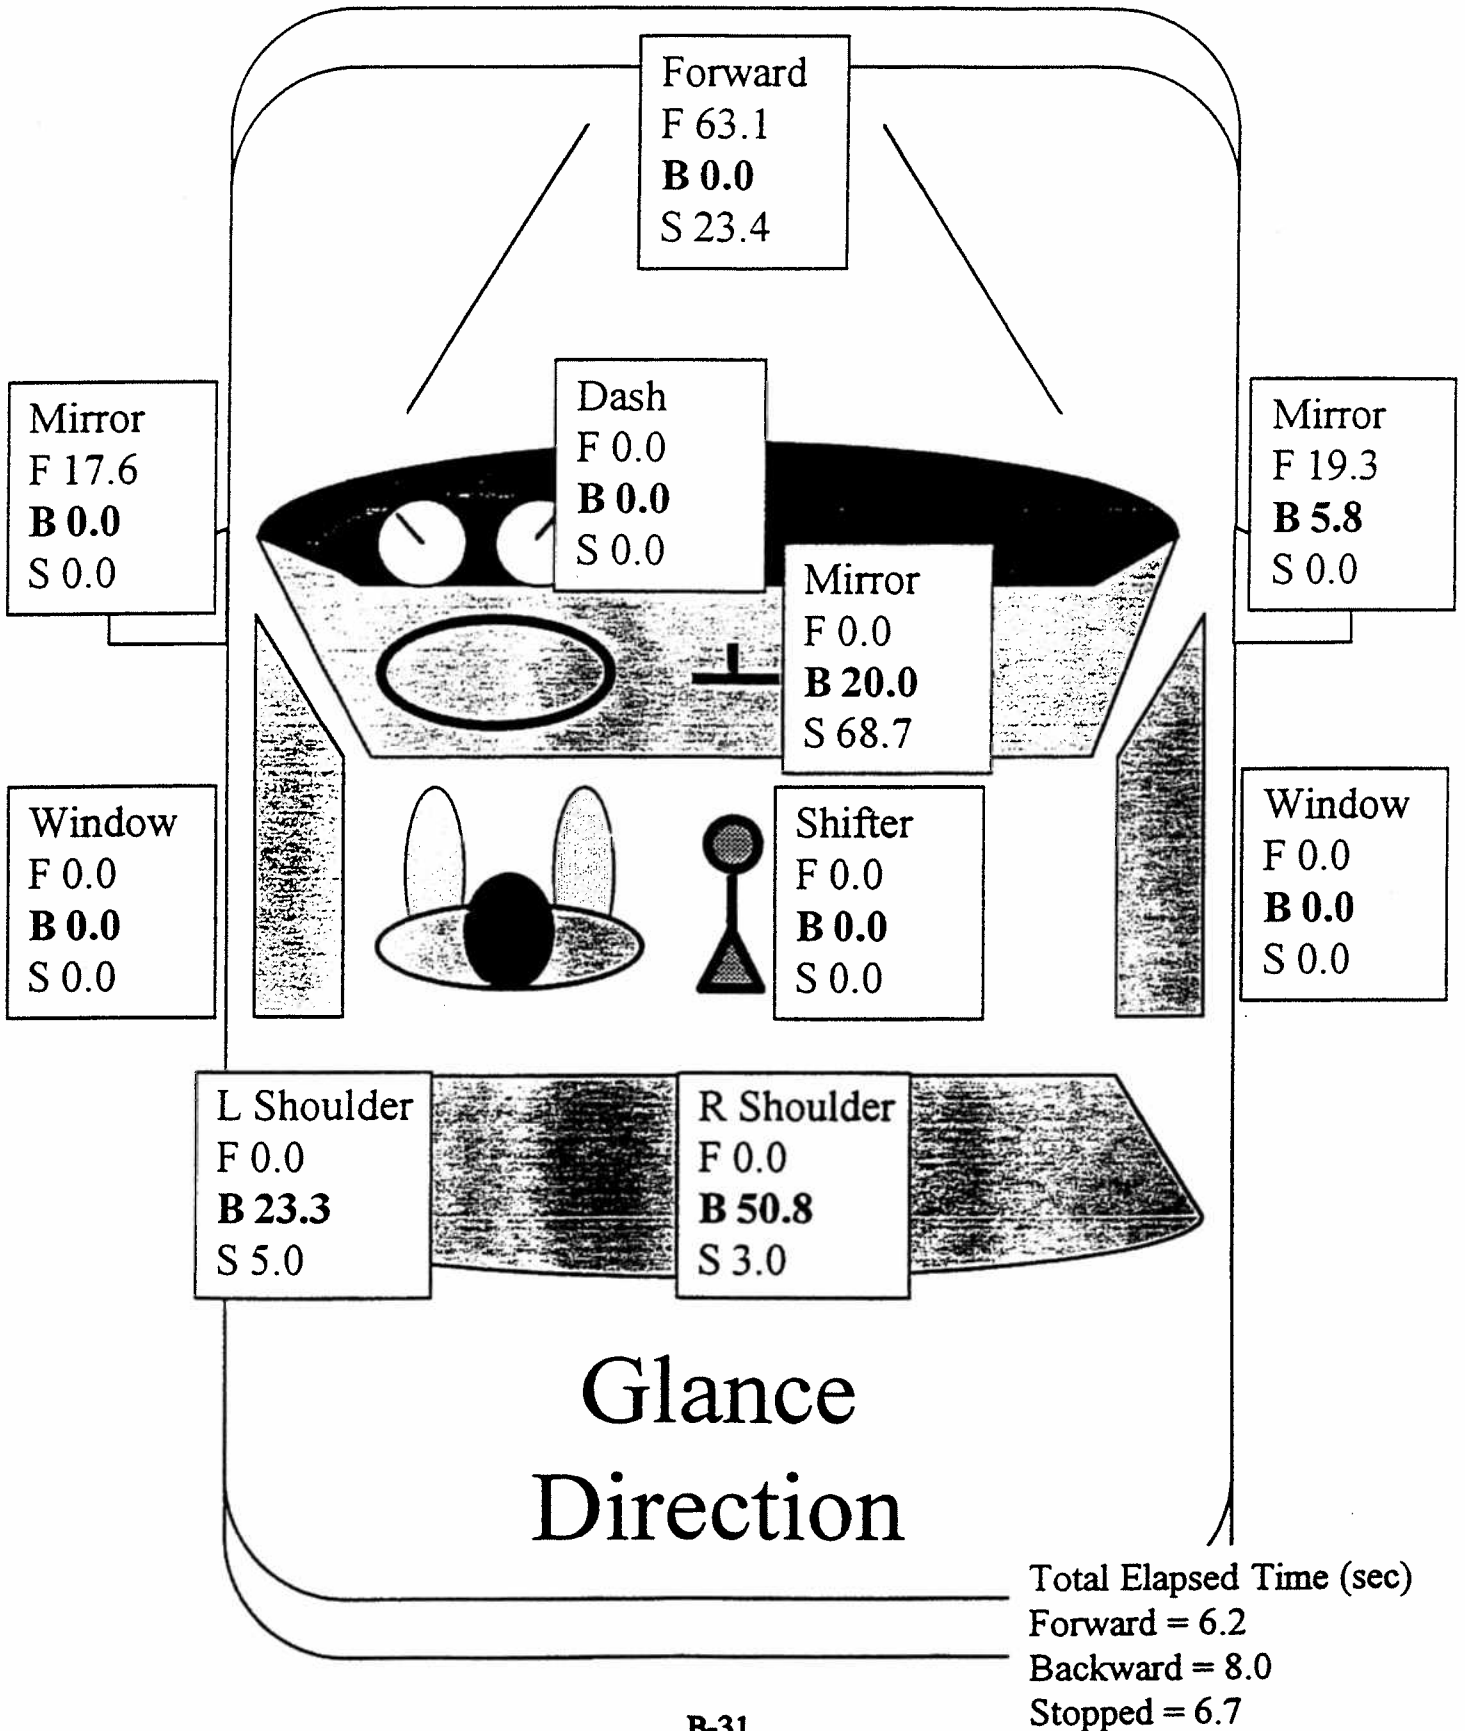 Forward
F 63.1
B 0.0
S 23.4
Mirror
F 17.6
B 0.0
S 0.0
Dash
F 0.0
B 0.0
S 0.0
Mirror
F 19.3
B 5.8
S 0.0
Mirror
F 0.0
B 20.0
S 68.7
Window
F 0.0
B 0.0
S 0.0
Shifter
F 0.0
B 0.0
S 0.0
Window
F 0.0
B 0.0
S 0.0
L Shoulder
F 0.0
B 23.3
S 5.0
R Shoulder
F 0.0
B 50.8
S 3.0
Glance
Direction
Total Elapsed Time (sec)
Forward = 6.2
Backward = 8.0
Stopped = 6.7
B-31